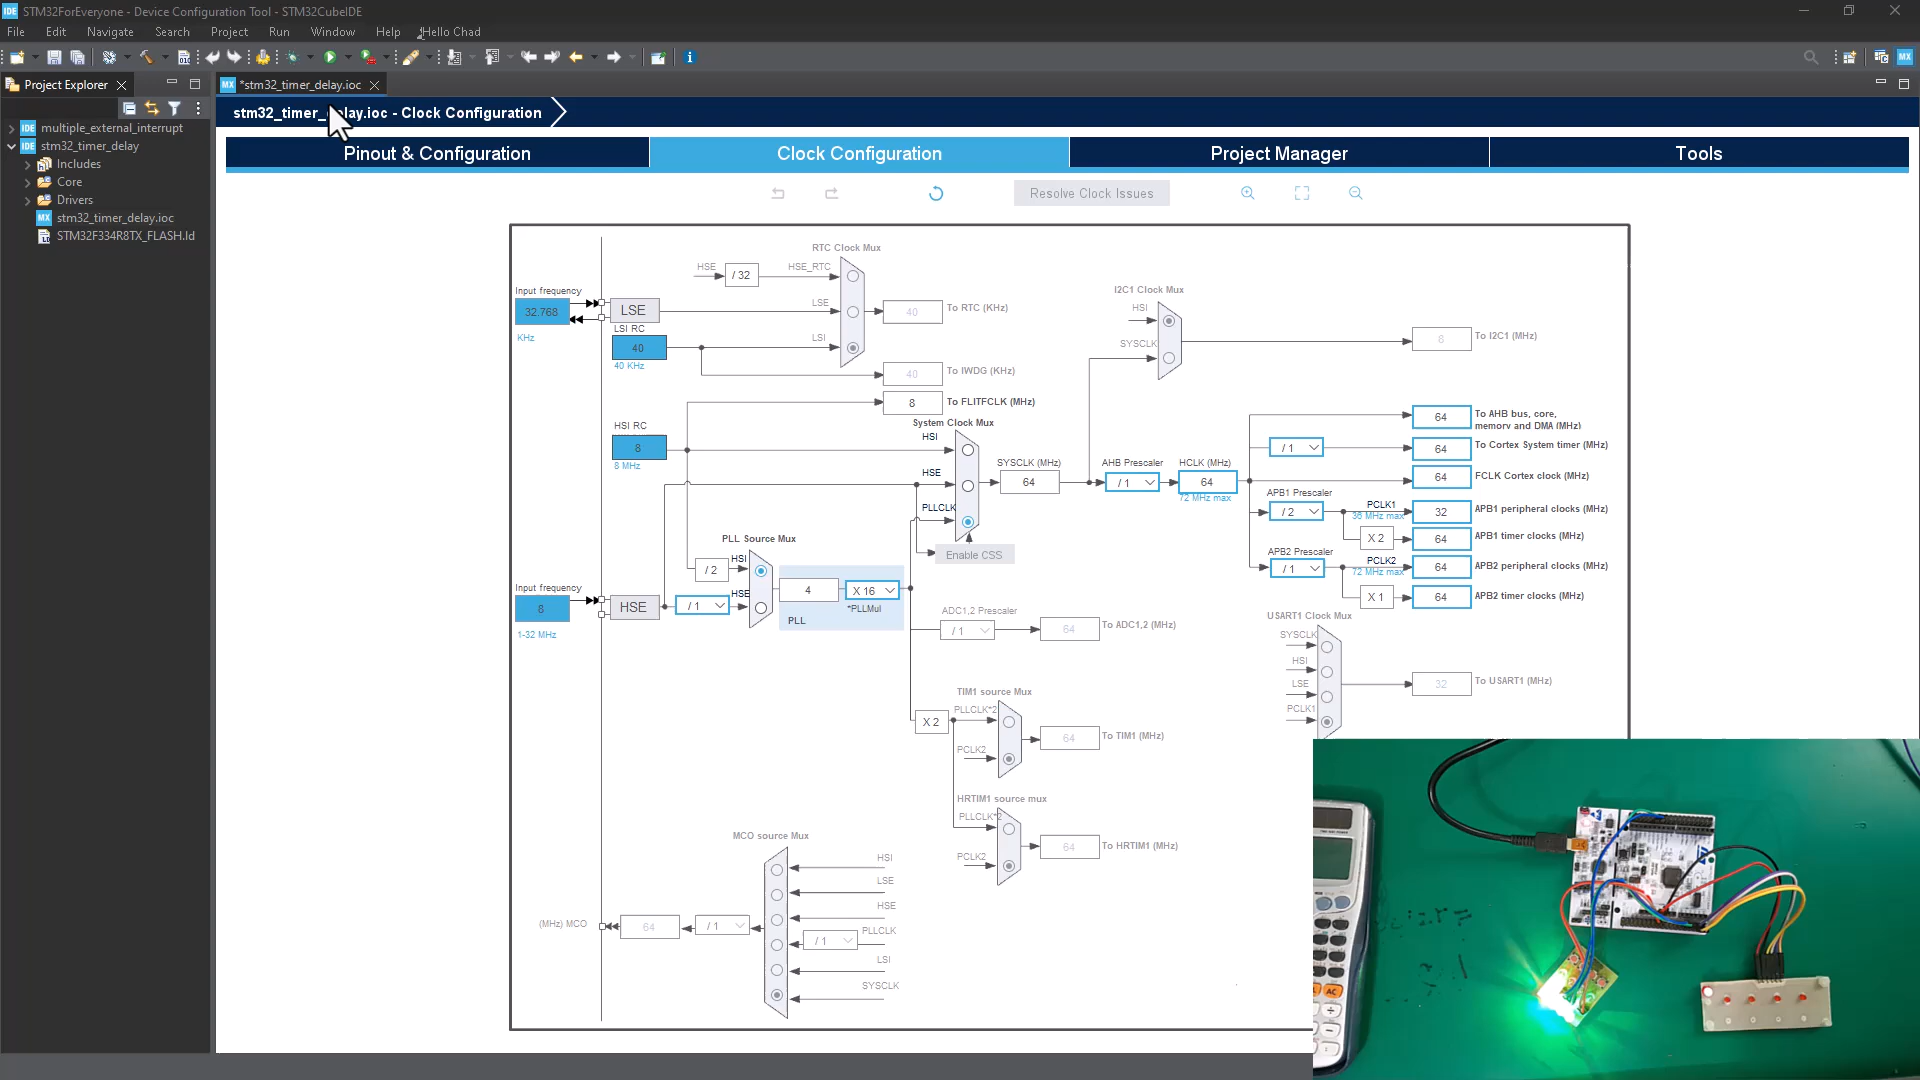 IDE STM32ForEveryone - Device Configuration Tool - STM32CubeIDE
File Edit Navigate Search Project Run Window Help Hello Chad
Project Explorer
MX *stm32_timer_delay.ioc
stm32_timer_delay.ioc - Clock Configuration
IDE multiple_external_interrupt
IDE stm32_timer_delay
Includes
Core
Drivers
MX stm32_timer_delay.ioc
STM32F334R8TX_FLASH.ld
Pinout & Configuration
Clock Configuration
Project Manager
Tools
Resolve Clock Issues
RTC Clock Mux
HSE
/ 32
HSE_RTC
Input frequency
32.768
KHz
LSE
LSE
40
To RTC (KHz)
LSI RC
40
40 KHz
LSI
40
To IWDG (KHz)
8
To FLITFCLK (MHz)
I2C1 Clock Mux
HSI
SYSCLK
8
To I2C1 (MHz)
HSI RC
8
8 MHz
System Clock Mux
HSI
HSE
PLLCLK
Enable CSS
SYSCLK (MHz)
64
AHB Prescaler
/ 1
HCLK (MHz)
64
72 MHz max
64
To AHB bus, core,
memory and DMA (MHz)
/ 1
64
To Cortex System timer (MHz)
64
FCLK Cortex clock (MHz)
APB1 Prescaler
/ 2
PCLK1
36 MHz max
32
APB1 peripheral clocks (MHz)
X 2
64
APB1 timer clocks (MHz)
APB2 Prescaler
/ 1
PCLK2
72 MHz max
64
APB2 peripheral clocks (MHz)
X 1
64
APB2 timer clocks (MHz)
PLL Source Mux
/ 2
HSI
HSE
4
X 16
*PLLMul
PLL
Input frequency
8
1-32 MHz
HSE
/ 1
ADC1,2 Prescaler
/ 1
64
To ADC1,2 (MHz)
USART1 Clock Mux
SYSCLK
HSI
LSE
PCLK1
32
To USART1 (MHz)
TIM1 source Mux
X 2
PLLCLK*2
PCLK2
64
To TIM1 (MHz)
HRTIM1 source mux
PLLCLK*2
PCLK2
64
To HRTIM1 (MHz)
MCO source Mux
HSI
LSE
HSE
PLLCLK
/ 1
LSI
SYSCLK
(MHz) MCO
64
/ 1
AC